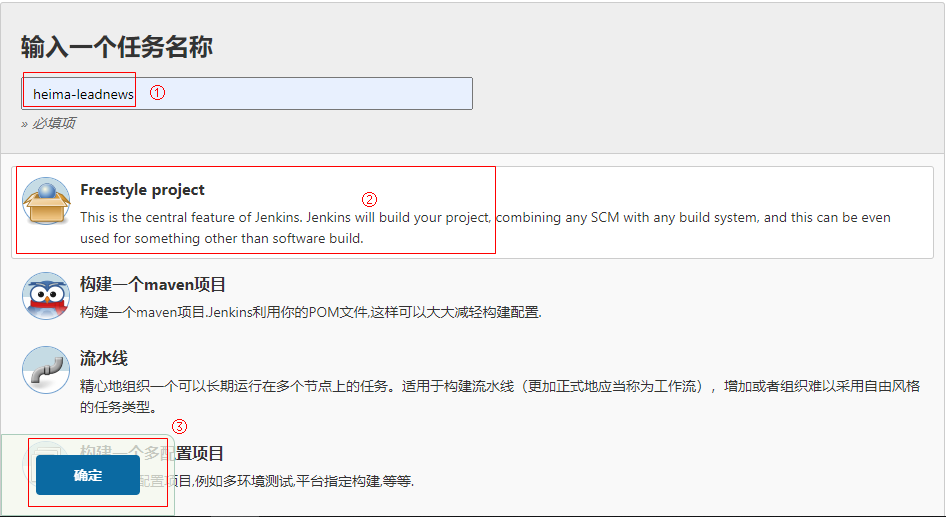 输入一个任务名称
heima-leadnews ①
» 必填项
Freestyle project
②
This is the central feature of Jenkins. Jenkins will build your project, combining any SCM with any build system, and this can be even
used for something other than software build.
构建一个maven项目
构建一个maven项目.Jenkins利用你的POM文件,这样可以大大减轻构建配置.
流水线
精心地组织一个可以长期运行在多个节点上的任务。适用于构建流水线（更加正式地应当称为工作流），增加或者组织难以采用自由风格
的任务类型。
③
构建一个多配置项目
确定
配置项目,例如多环境测试,平台指定构建,等等.